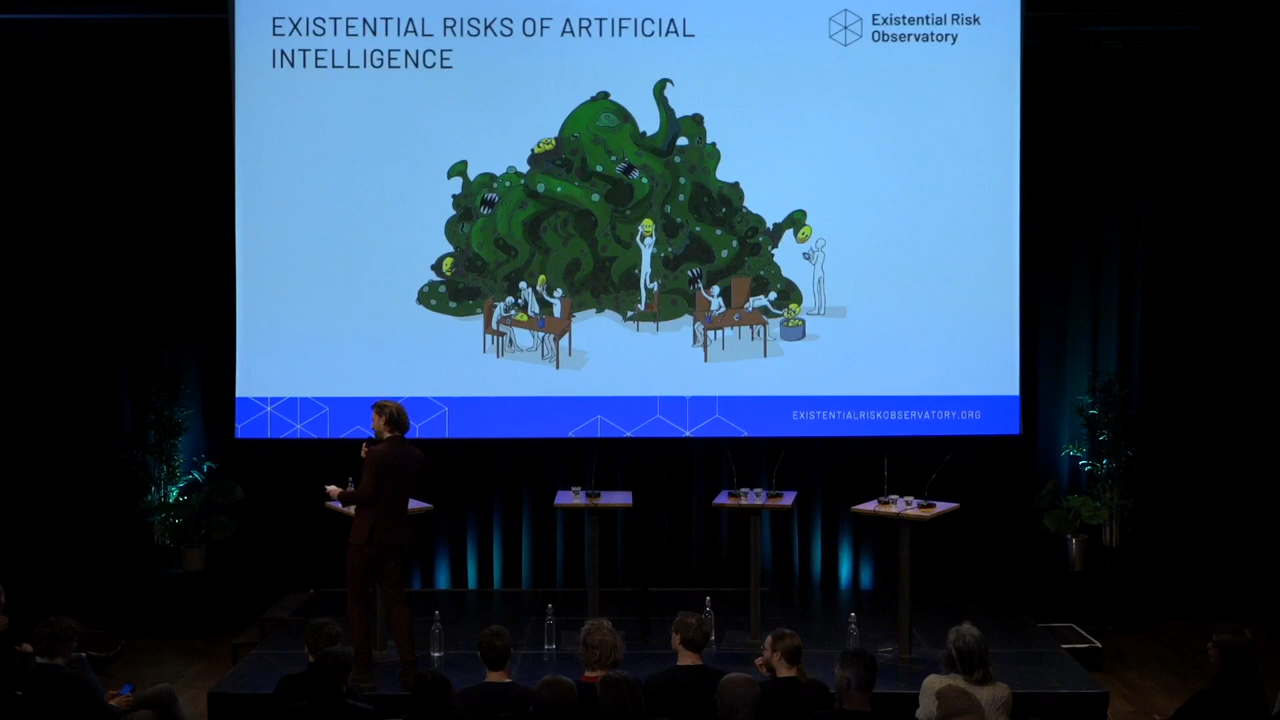 EXISTENTIAL RISKS OF ARTIFICIAL
INTELLIGENCE
Existential Risk
Observatory
EXISTENTIALRISKOBSERVATORY.ORG